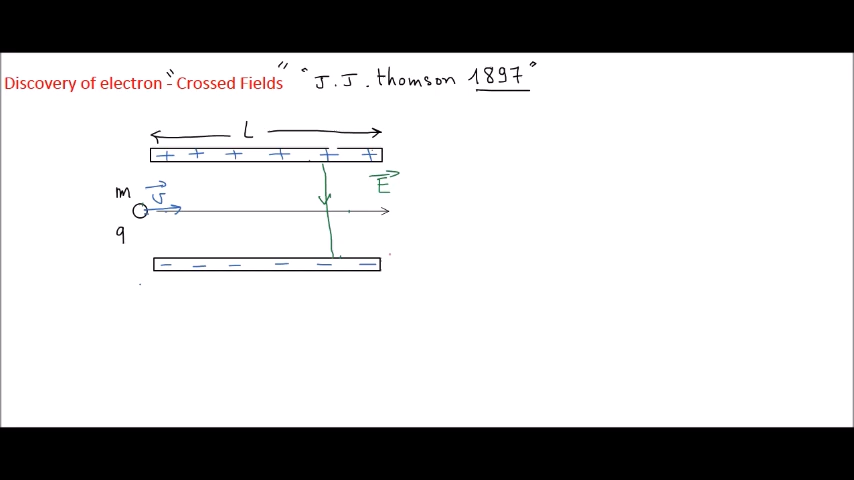 Discovery of electron "- Crossed Fields" "J.J. thomson 1897"
L
+ + + + + +
m
v
E
q
- - - - - -